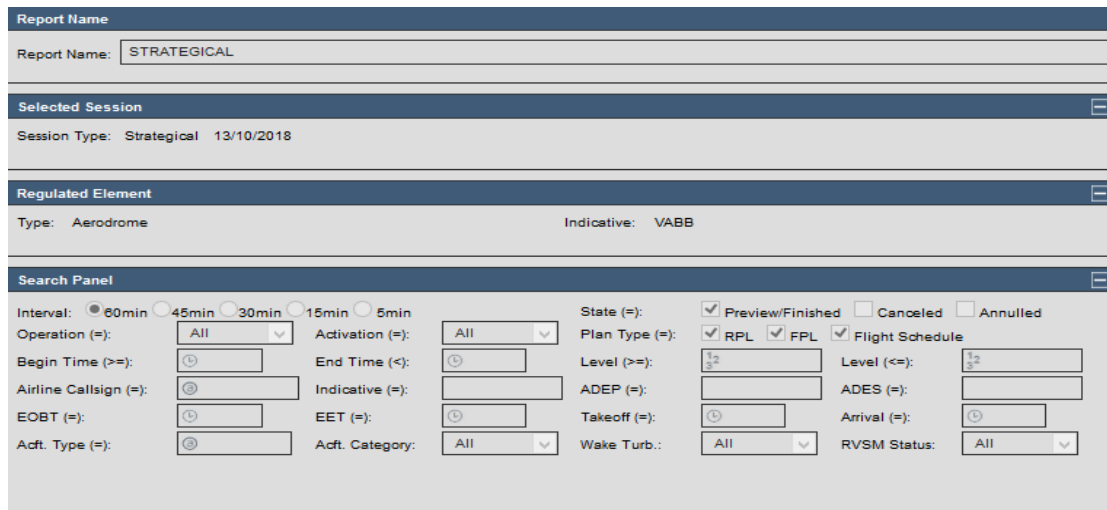 Report Name
Report Name: STRATEGICAL
Selected Session
Session Type: Strategical 13/10/2018
Regulated Element
Type: Aerodrome Indicative: VABB
Search Panel
Interval: 60min 45min 30min 15min 5min State (=): Preview/Finished Canceled Annulled
Operation (=): All Activation (=): All Plan Type (=): RPL FPL Flight Schedule
Begin Time (>=): End Time (<): Level (>=): Level (<=):
Airline Callsign (=): Indicative (=): ADEP (=): ADES (=):
EOBT (=): EET (=): Takeoff (=): Arrival (=):
Acft. Type (=): Acft. Category: All Wake Turb.: All RVSM Status: All